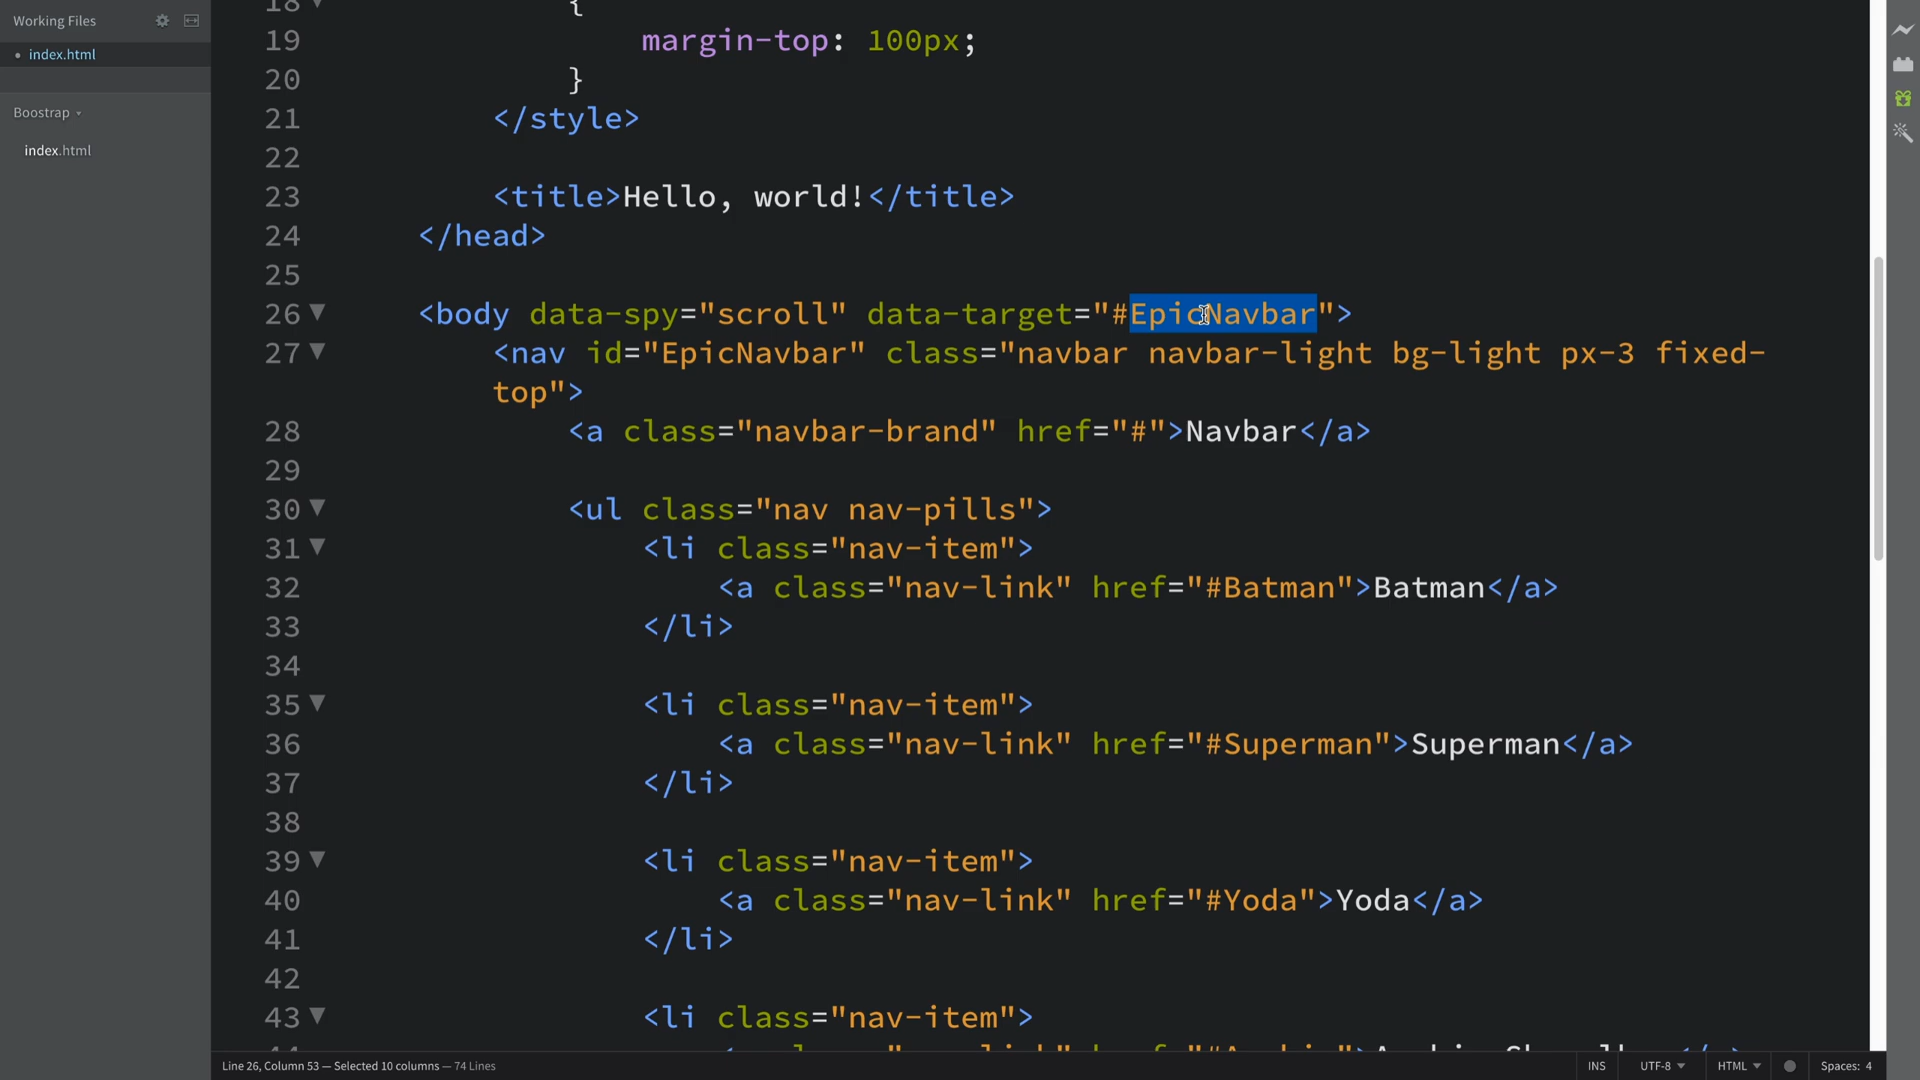 Working Files
index.html
Boostrap
index.html
18 {
19 margin-top: 100px;
20 }
21 </style>
22
23 <title>Hello, world!</title>
24 </head>
25
26 <body data-spy="scroll" data-target="#EpicNavbar">
27 <nav id="EpicNavbar" class="navbar navbar-light bg-light px-3 fixed-
top">
28 <a class="navbar-brand" href="#">Navbar</a>
29
30 <ul class="nav nav-pills">
31 <li class="nav-item">
32 <a class="nav-link" href="#Batman">Batman</a>
33 </li>
34
35 <li class="nav-item">
36 <a class="nav-link" href="#Superman">Superman</a>
37 </li>
38
39 <li class="nav-item">
40 <a class="nav-link" href="#Yoda">Yoda</a>
41 </li>
42
43 <li class="nav-item">
Line 26, Column 53 — Selected 10 columns — 74 Lines
INS UTF-8 HTML Spaces: 4